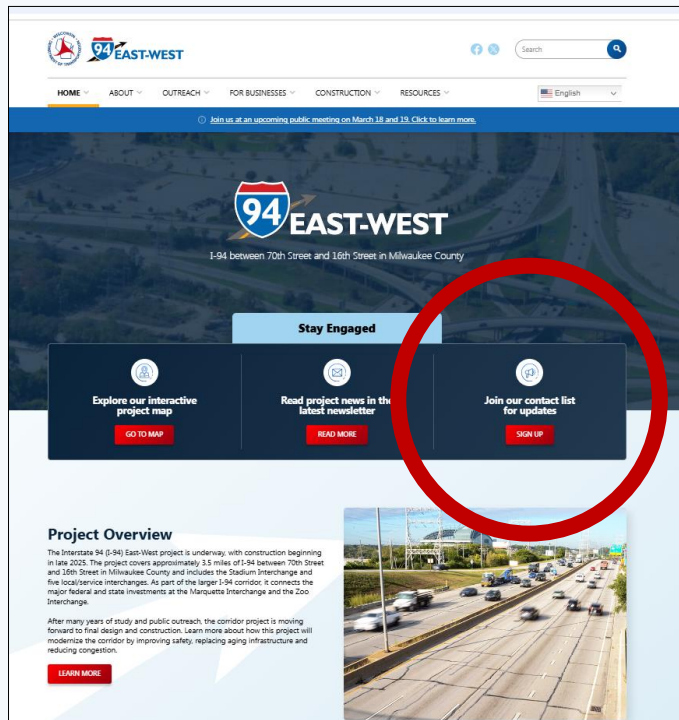 94 EAST-WEST
Search
HOME
ABOUT
OUTREACH
FOR BUSINESSES
CONSTRUCTION
RESOURCES
English
Join us at an upcoming public meeting on March 18 and 19. Click to learn more.
94 EAST-WEST
I-94 between 70th Street and 16th Street in Milwaukee County
Stay Engaged
Explore our interactive
project map
GO TO MAP
Read project news in the
latest newsletter
READ MORE
Join our contact list
for updates
SIGN UP
Project Overview
The Interstate 94 (I-94) East-West project is underway, with construction beginning
in late 2025. The project covers approximately 3.5 miles of I-94 between 70th Street
and 16th Street in Milwaukee County and includes the Stadium Interchange and
five local/service interchanges. As part of the larger I-94 corridor, it connects the
major federal and state investments at the Marquette Interchange and the Zoo
Interchange.
After many years of study and public outreach, the corridor project is moving
forward to final design and construction. Learn more about how this project will
modernize the corridor by improving safety, replacing aging infrastructure and
reducing congestion.
LEARN MORE